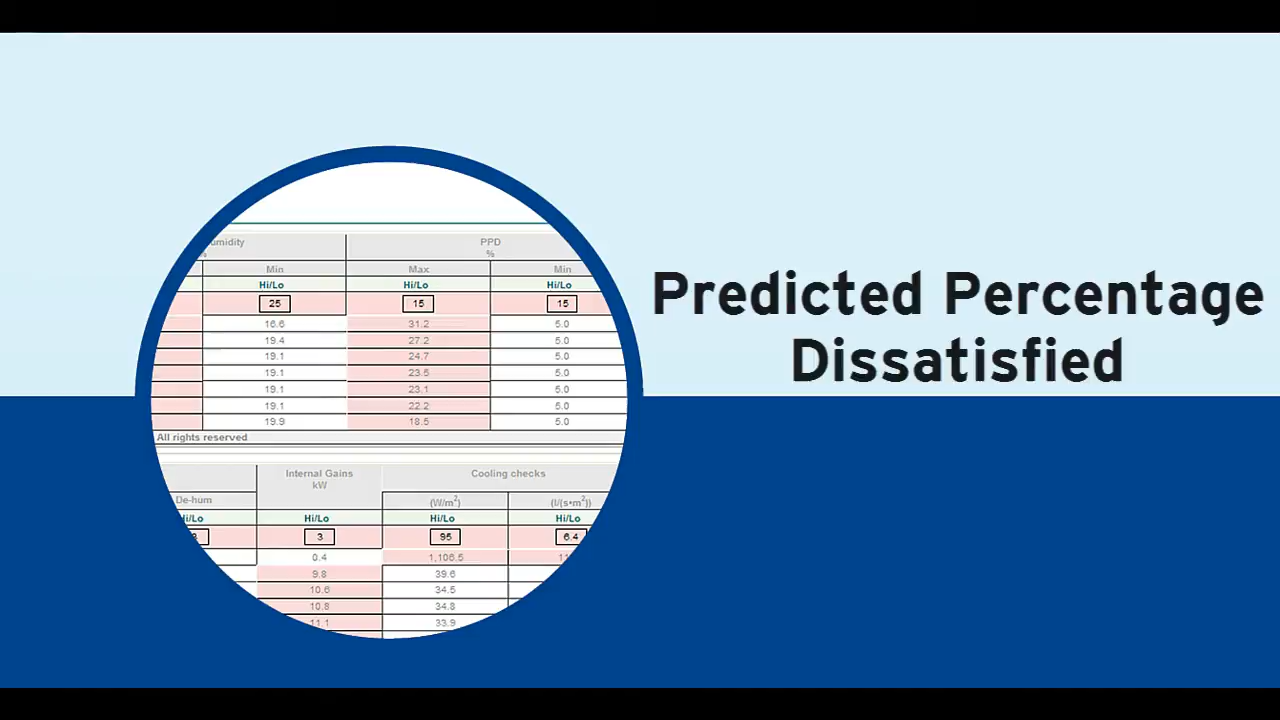 Predicted Percentage
Dissatisfied
umidity PPD
% %
Min Max Min
Hi/Lo Hi/Lo Hi/Lo
25 15 15
16.6 31.2 5.0
19.4 27.2 5.0
19.1 24.7 5.0
19.1 23.5 5.0
19.1 23.1 5.0
19.1 22.2 5.0
19.9 18.5 5.0
All rights reserved
Internal Gains Cooling checks
kW
De-hum (W/m²) (l/(s•m²))
Hi/Lo Hi/Lo Hi/Lo Hi/Lo
3 95 6.4
0.4 1,106.5
9.8 39.6
10.6 34.5
10.8 34.8
11.1 33.9